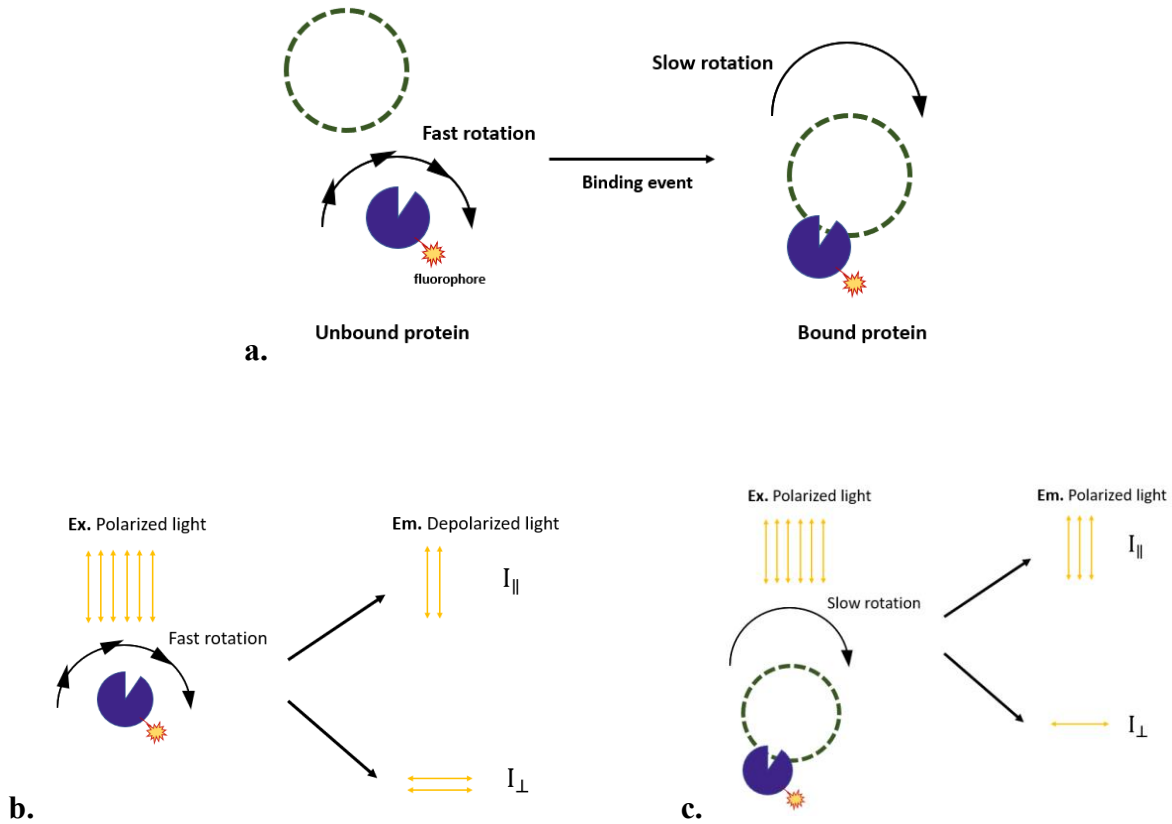 Slow rotation
Fast rotation
Binding event
fluorophore
Unbound protein
Bound protein
a.
Ex. Polarized light
Em. Depolarized light
I∥
Fast rotation
I⊥
b.
Ex. Polarized light
Em. Polarized light
I∥
Slow rotation
I⊥
c.